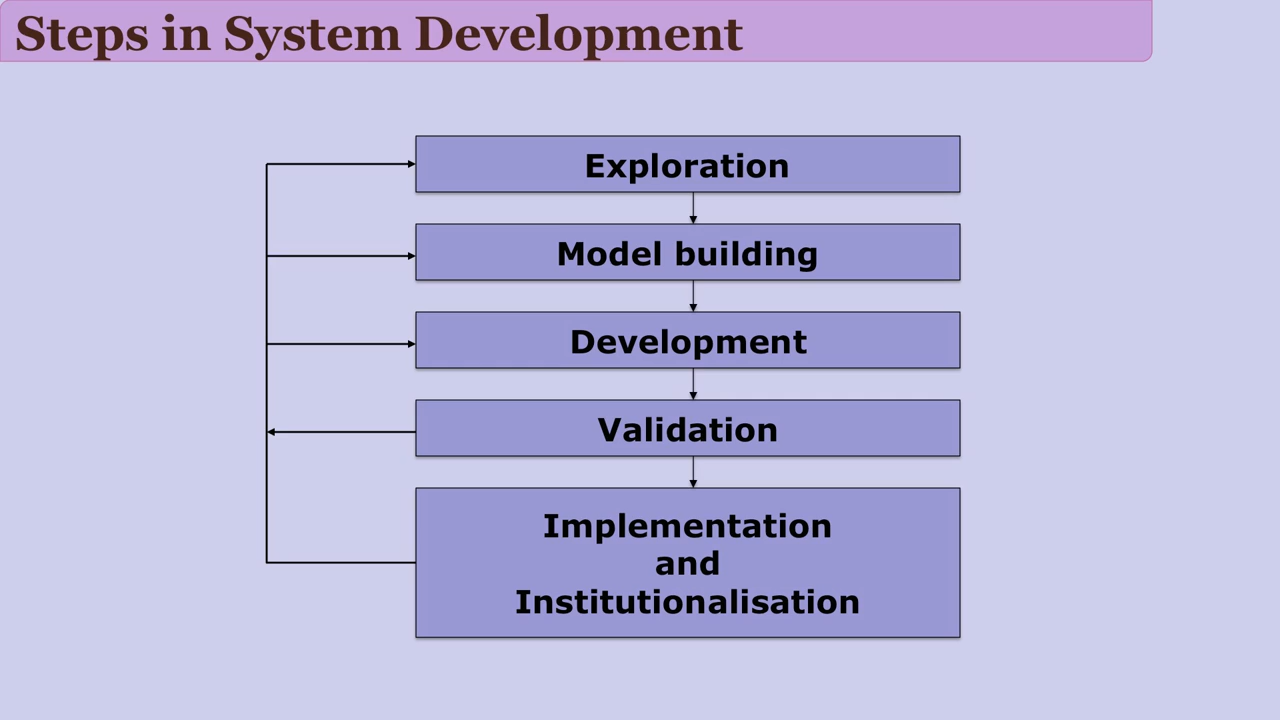 Steps in System Development
Exploration
Model building
Development
Validation
Implementation
and
Institutionalisation